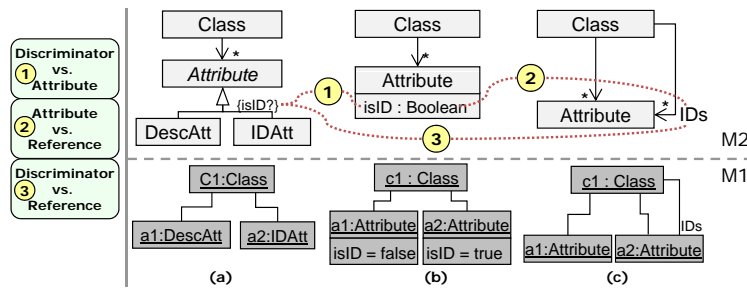 Discriminator
vs.
1
Attribute
Attribute
vs.
2
Reference
Discriminator
vs.
3
Reference
Class
*
Attribute
{isID?}
DescAtt
IDAtt
1
Class
*
Attribute
isID : Boolean
2
3
Class
*
*
Attribute
IDs
M2
M1
C1:Class
a1:DescAtt
a2:IDAtt
(a)
c1 : Class
a1:Attribute
isID = false
a2:Attribute
isID = true
(b)
c1 : Class
IDs
a1:Attribute
a2:Attribute
(c)